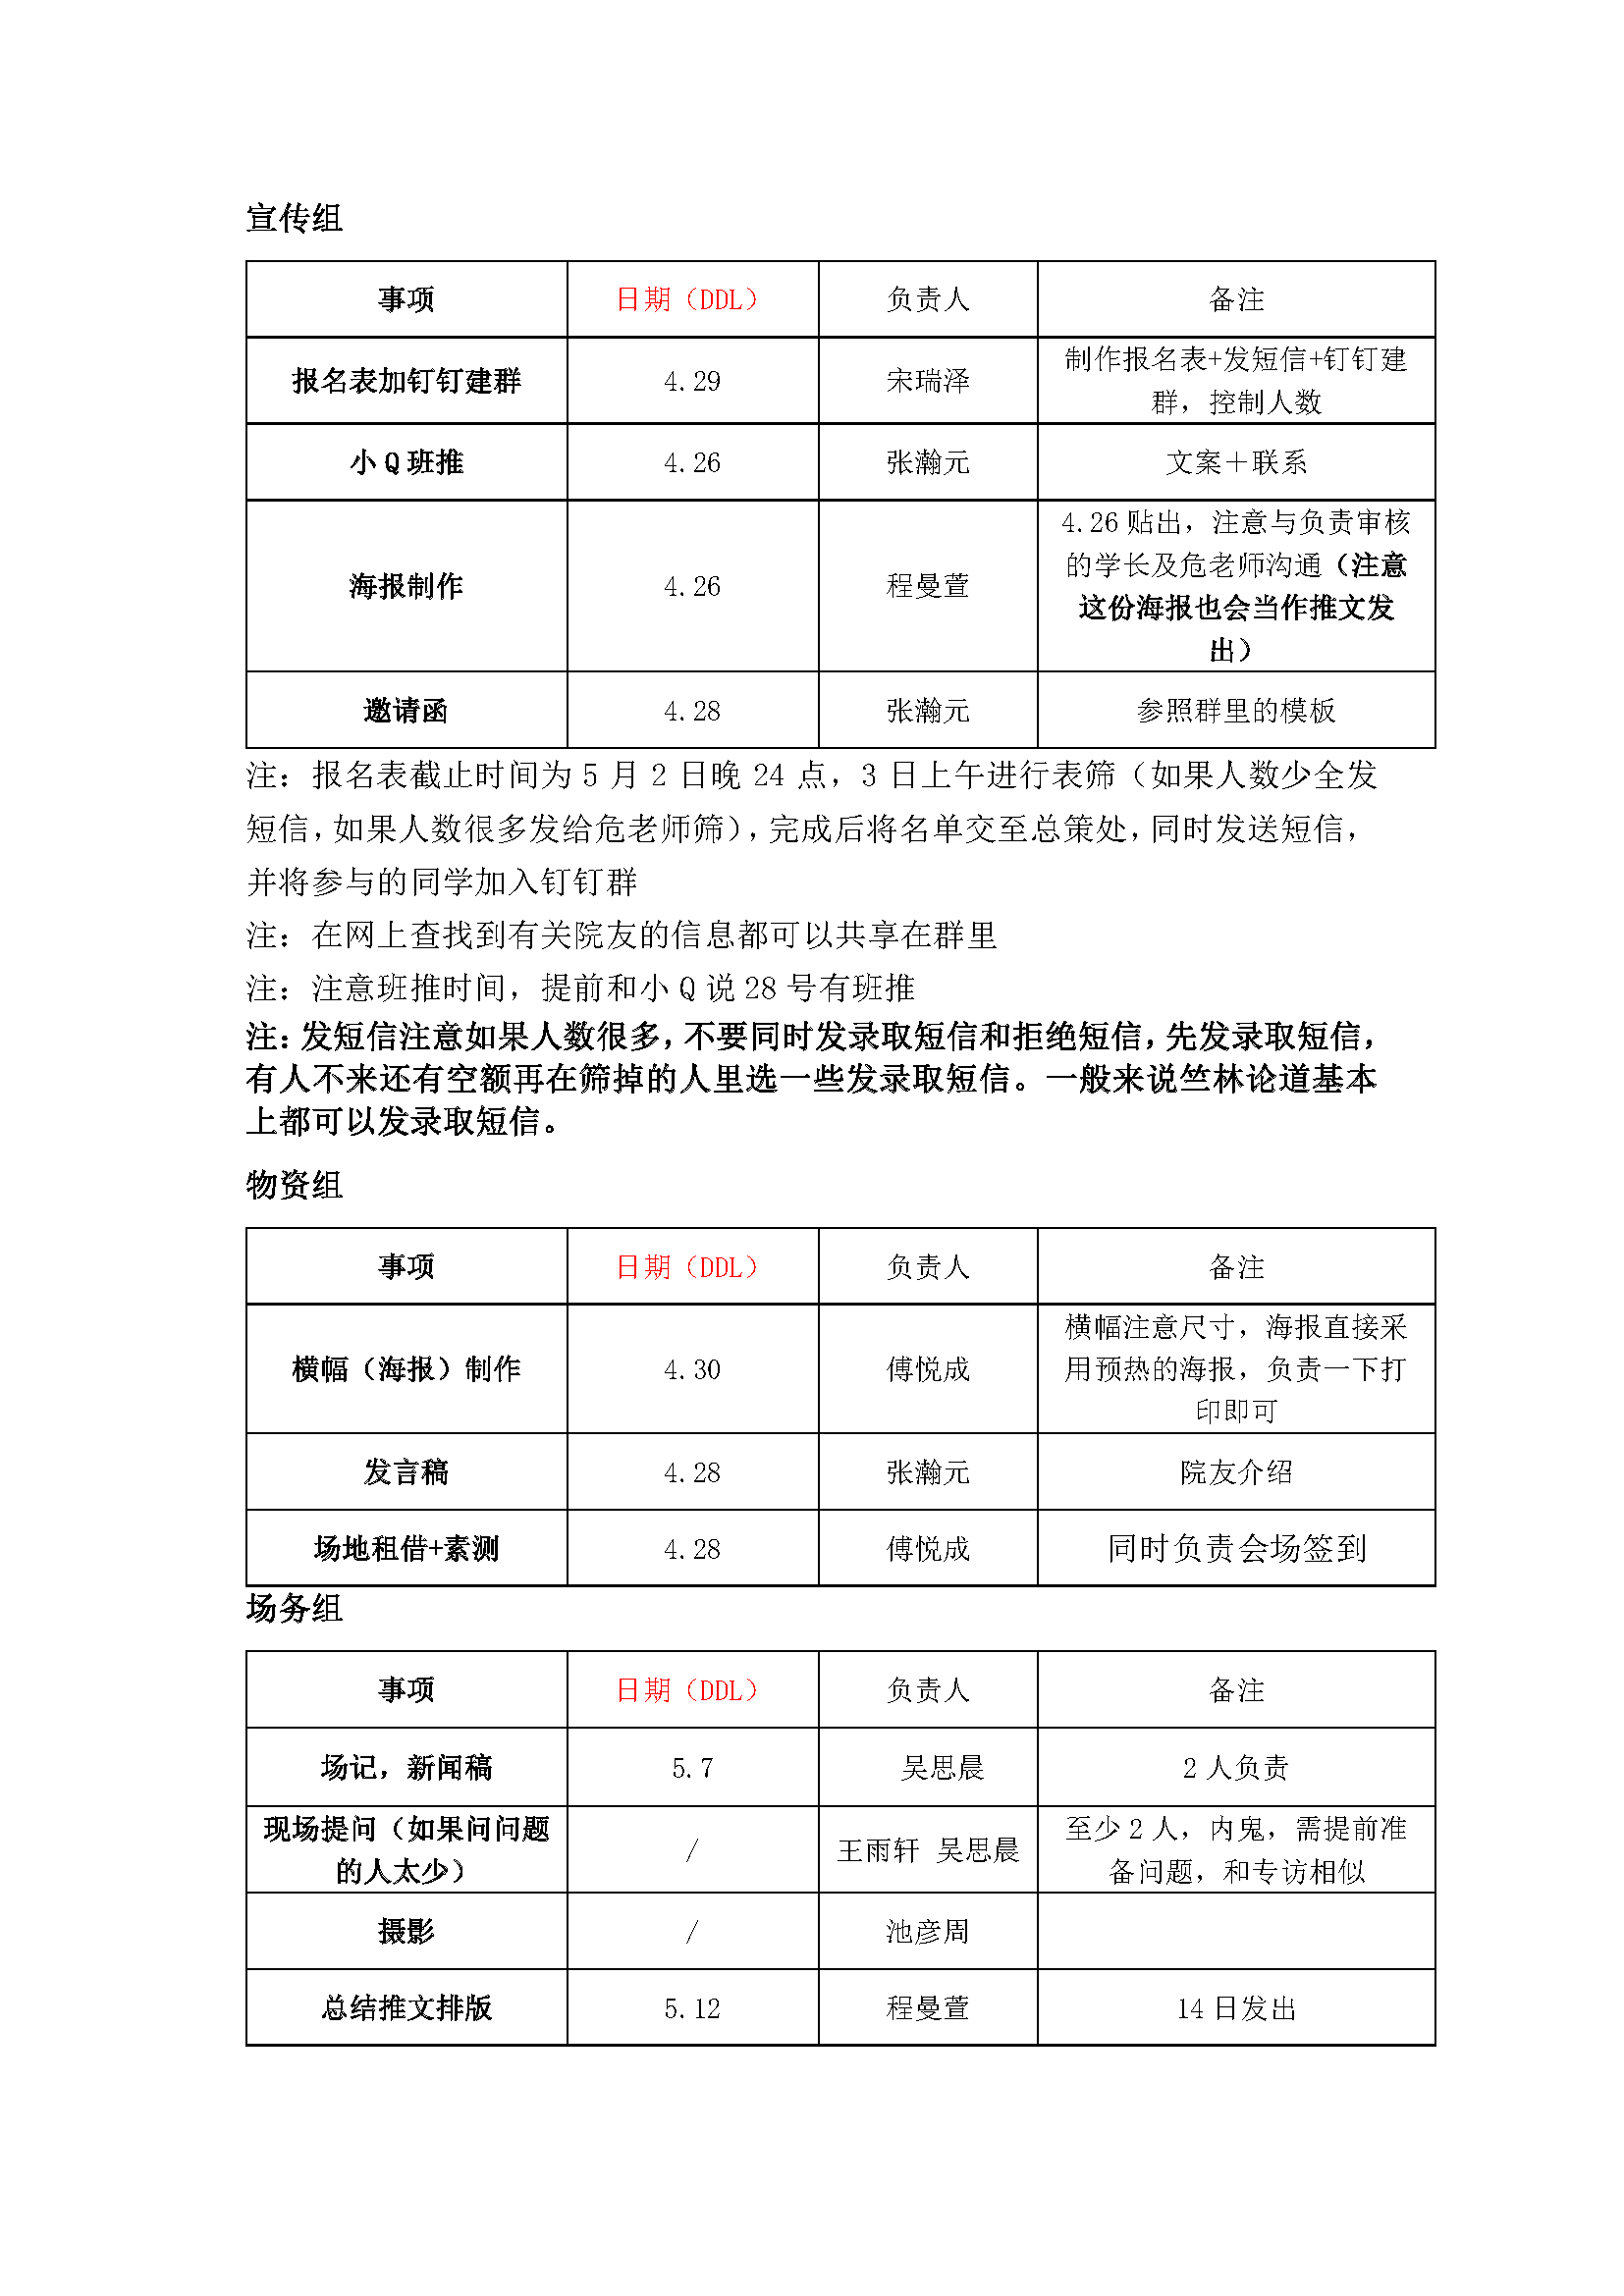 宣传组
事项 日期（DDL） 负责人 备注
报名表加钉钉建群 4.29 宋瑞泽 制作报名表+发短信+钉钉建
群，控制人数
小 Q 班推 4.26 张瀚元 文案＋联系
海报制作 4.26 程曼萱 4.26 贴出，注意与负责审核
的学长及危老师沟通（注意
这份海报也会当作推文发
出）
邀请函 4.28 张瀚元 参照群里的模板
注：报名表截止时间为 5 月 2 日晚 24 点，3 日上午进行表筛（如果人数少全发
短信，如果人数很多发给危老师筛），完成后将名单交至总策处，同时发送短信，
并将参与的同学加入钉钉群
注：在网上查找到有关院友的信息都可以共享在群里
注：注意班推时间，提前和小 Q 说 28 号有班推
注：发短信注意如果人数很多，不要同时发录取短信和拒绝短信，先发录取短信，
有人不来还有空额再在筛掉的人里选一些发录取短信。一般来说竺林论道基本
上都可以发录取短信。
物资组
事项 日期（DDL） 负责人 备注
横幅（海报）制作 4.30 傅悦成 横幅注意尺寸，海报直接采
用预热的海报，负责一下打
印即可
发言稿 4.28 张瀚元 院友介绍
场地租借+素测 4.28 傅悦成 同时负责会场签到
场务组
事项 日期（DDL） 负责人 备注
场记，新闻稿 5.7 吴思晨 2 人负责
现场提问（如果问问题
的人太少） / 王雨轩 吴思晨 至少 2 人，内鬼，需提前准
备问题，和专访相似
摄影 / 池彦周
总结推文排版 5.12 程曼萱 14 日发出